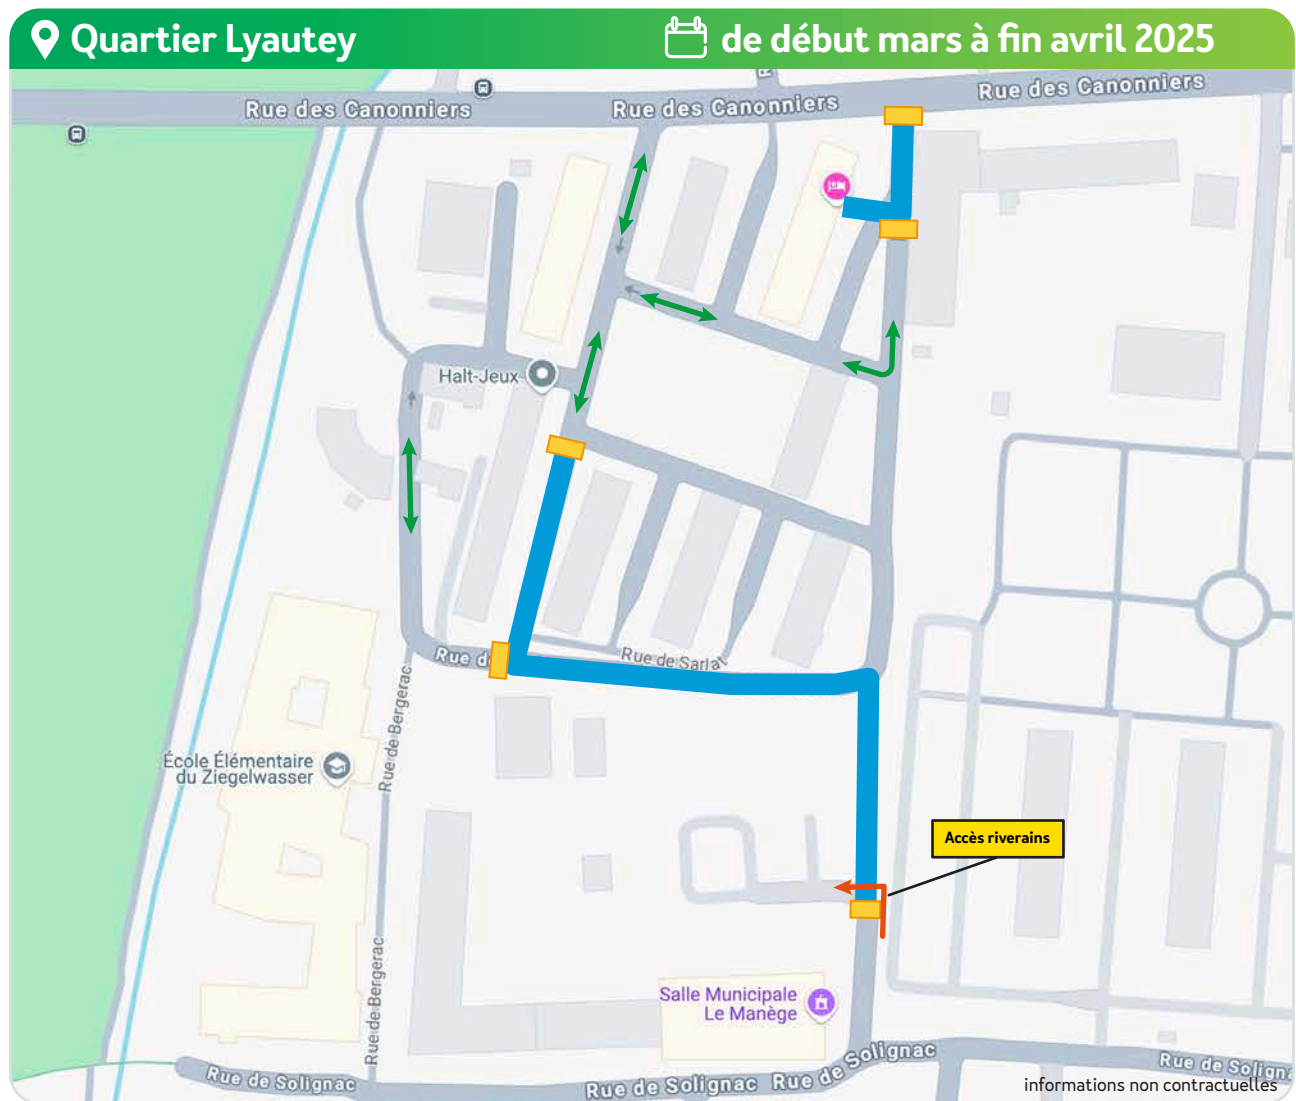 Quartier Lyautey
de début mars à fin avril 2025
Rue des Canonniers
Rue des Canonniers
Rue des Canonniers
Halt-Jeux
Rue de Sarlat
Rue de Bergerac
École Élémentaire
du Ziegelwasser
Accès riverains
Rue de Bergerac
Salle Municipale
Le Manège
Rue de Solignac
Rue de Solignac
Rue de Solignac
Rue de Soligna
informations non contractuelles